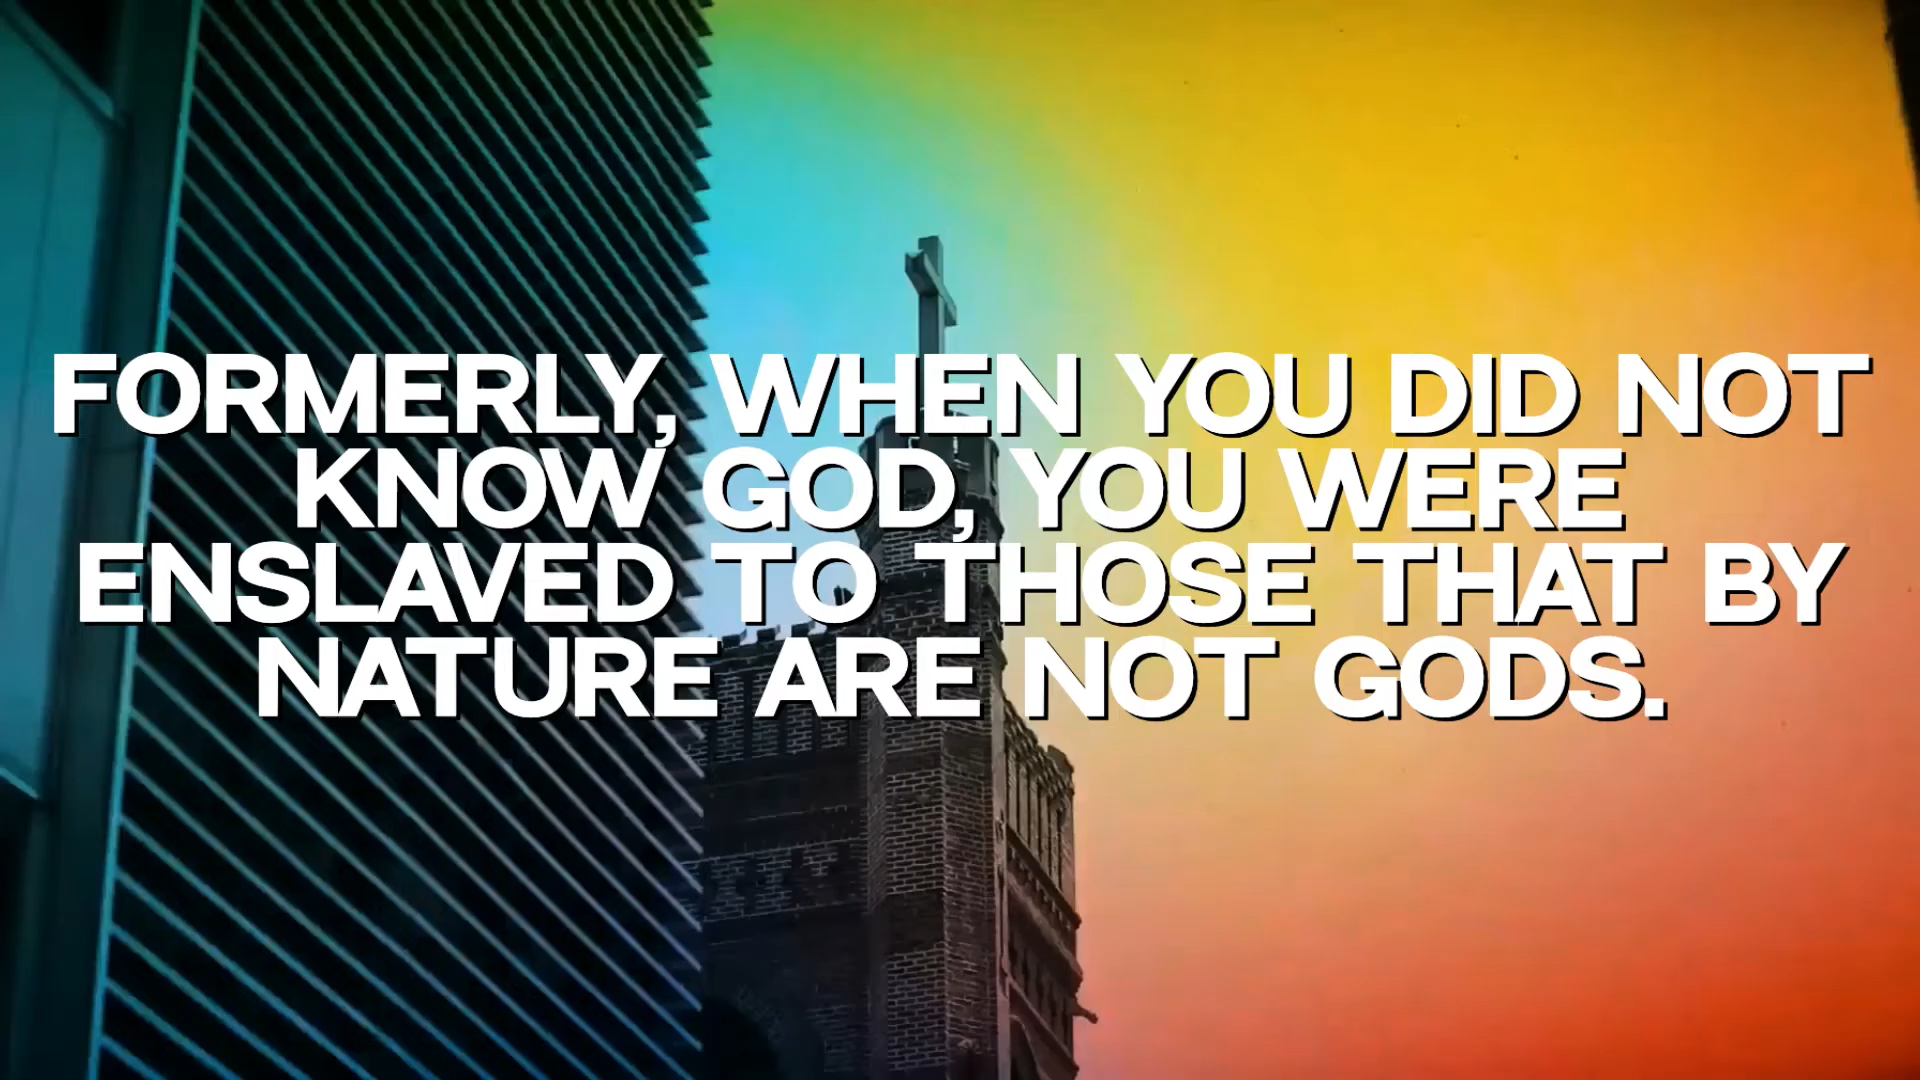 FORMERLY, WHEN YOU DID NOT
KNOW GOD, YOU WERE
ENSLAVED TO THOSE THAT BY
NATURE ARE NOT GODS.